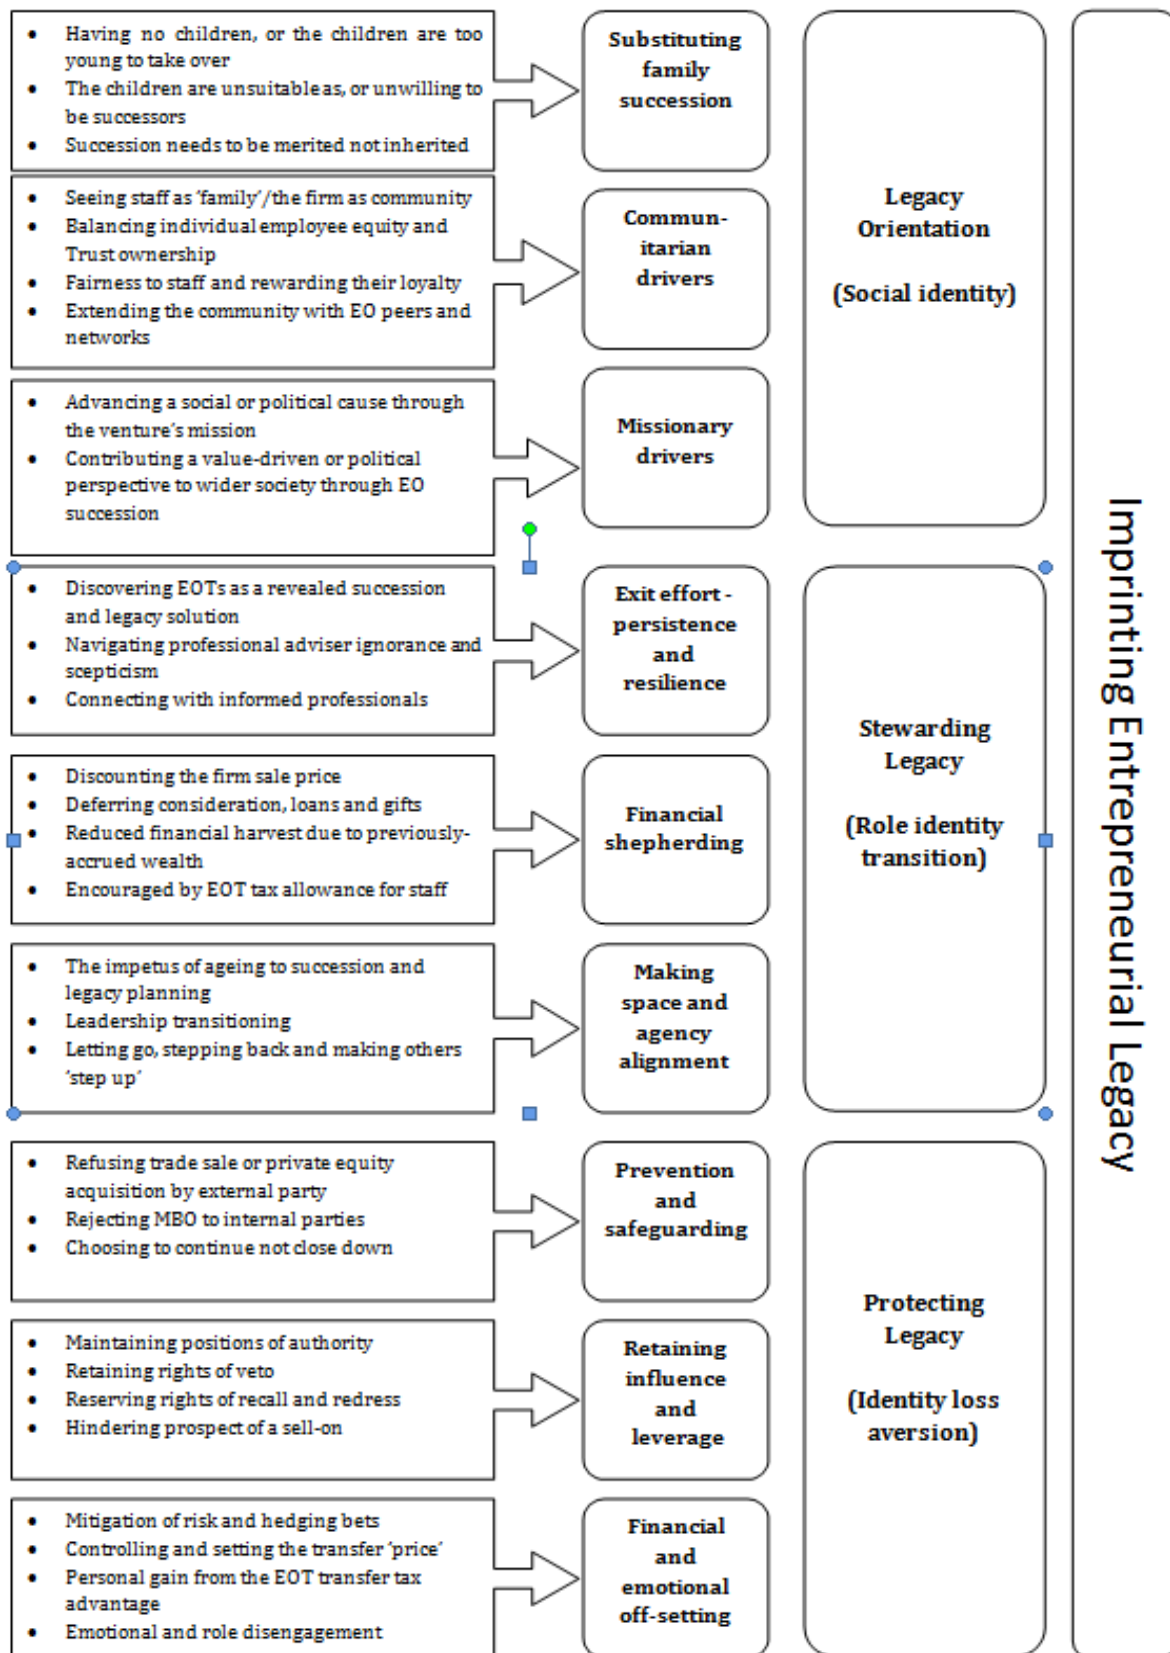 • Having no children, or the children are too
young to take over
• The children are unsuitable as, or unwilling to
be successors
• Succession needs to be merited not inherited
Substituting
family
succession
• Seeing staff as ‘family’/the firm as community
• Balancing individual employee equity and
Trust ownership
• Fairness to staff and rewarding their loyalty
• Extending the community with EO peers and
networks
Commun-
itarian
drivers
• Advancing a social or political cause through
the venture’s mission
• Contributing a value-driven or political
perspective to wider society through EO
succession
Missionary
drivers
Legacy
Orientation
(Social identity)
• Discovering EOTs as a revealed succession
and legacy solution
• Navigating professional adviser ignorance and
scepticism
• Connecting with informed professionals
Exit effort -
persistence
and
resilience
• Discounting the firm sale price
• Deferring consideration, loans and gifts
• Reduced financial harvest due to previously-
accrued wealth
• Encouraged by EOT tax allowance for staff
Financial
shepherding
• The impetus of ageing to succession and
legacy planning
• Leadership transitioning
• Letting go, stepping back and making others
‘step up’
Making
space and
agency
alignment
Stewarding
Legacy
(Role identity
transition)
• Refusing trade sale or private equity
acquisition by external party
• Rejecting MBO to internal parties
• Choosing to continue not close down
Prevention
and
safeguarding
• Maintaining positions of authority
• Retaining rights of veto
• Reserving rights of recall and redress
• Hindering prospect of a sell-on
Retaining
influence
and
leverage
• Mitigation of risk and hedging bets
• Controlling and setting the transfer ‘price’
• Personal gain from the EOT transfer tax
advantage
• Emotional and role disengagement
Financial
and
emotional
off-setting
Protecting
Legacy
(Identity loss
aversion)
Imprinting Entrepreneurial Legacy